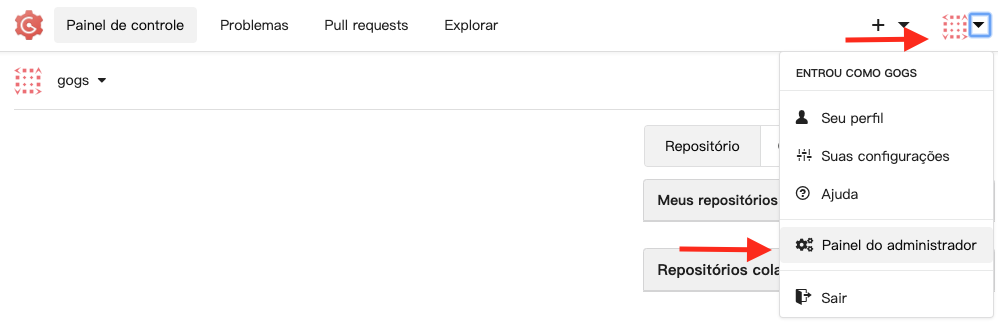 Painel de controle Problemas Pull requests Explorar
gogs
ENTROU COMO GOGS
Seu perfil
Suas configurações
Ajuda
Painel do administrador
Sair
Repositório
Meus repositórios
Repositórios cola